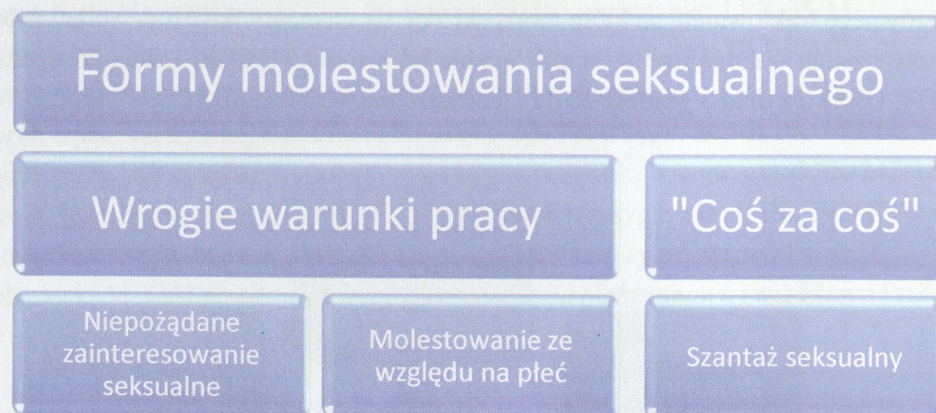 Formy molestowania seksualnego
Wrogie warunki pracy
"Coś za coś"
Niepożądane
zainteresowanie
seksualne
Molestowanie ze
względu na płeć
Szantaż seksualny